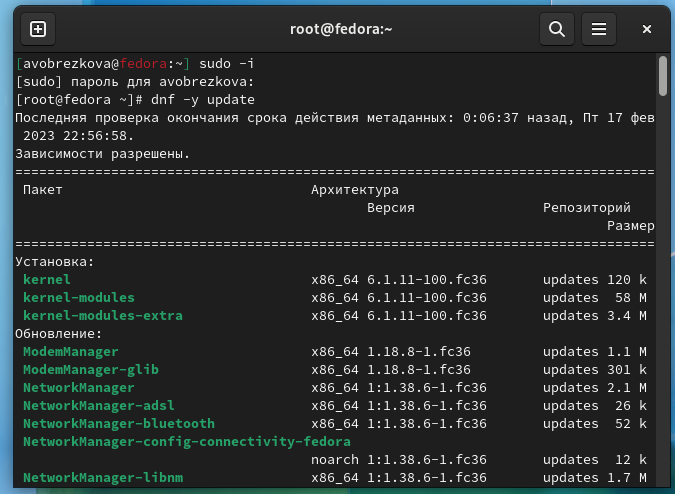 root@fedora:~
[avobrezkova@fedora:~] sudo -i
[sudo] пароль для avobrezkova:
[root@fedora ~]# dnf -y update
Последняя проверка окончания срока действия метаданных: 0:06:37 назад, Пт 17 фев
 2023 22:56:58.
Зависимости разрешены.
================================================================================
 Пакет                               Архитектура
                                            Версия                Репозиторий
                                                                          Размер
================================================================================
Установка:
 kernel                              x86_64 6.1.11-100.fc36       updates 120 k
 kernel-modules                      x86_64 6.1.11-100.fc36       updates  58 M
 kernel-modules-extra                x86_64 6.1.11-100.fc36       updates 3.4 M
Обновление:
 ModemManager                        x86_64 1.18.8-1.fc36         updates 1.1 M
 ModemManager-glib                   x86_64 1.18.8-1.fc36         updates 301 k
 NetworkManager                      x86_64 1:1.38.6-1.fc36       updates 2.1 M
 NetworkManager-adsl                 x86_64 1:1.38.6-1.fc36       updates  26 k
 NetworkManager-bluetooth            x86_64 1:1.38.6-1.fc36       updates  52 k
 NetworkManager-config-connectivity-fedora
                                     noarch 1:1.38.6-1.fc36       updates  12 k
 NetworkManager-libnm                x86_64 1:1.38.6-1.fc36       updates 1.7 M